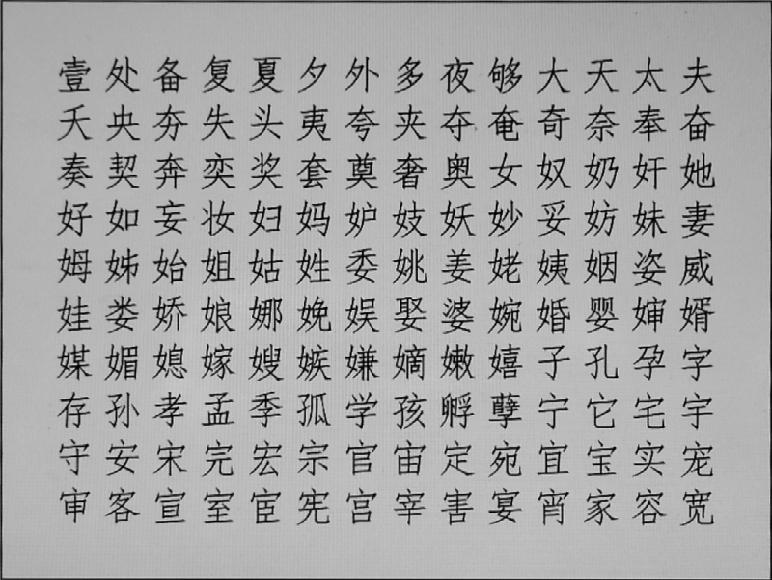 壹处备复夏夕外多夜够大天太夫
夭央夯失头夷夸夹夺奄奇奈奉奋
奏契奔奕奖套奠奢奥女奴奶奸她
好如妄妆妇妈妒妓妖妙妥妨妹妻
姆姊始姐姑姓委姚姜姥姨姻姿威
娃娄娇娘娜娩娱娶婆婉婚婴婶婿
媒媚媳嫁嫂嫉嫌嫡嫩嬉子孔孕字
存孙孝孟季孤学孩孵孽宁它宅宇
守安宋完宏宗官宙定宛宜宝实宠
审客宣室宦宪宫宰害宴宵家容宽